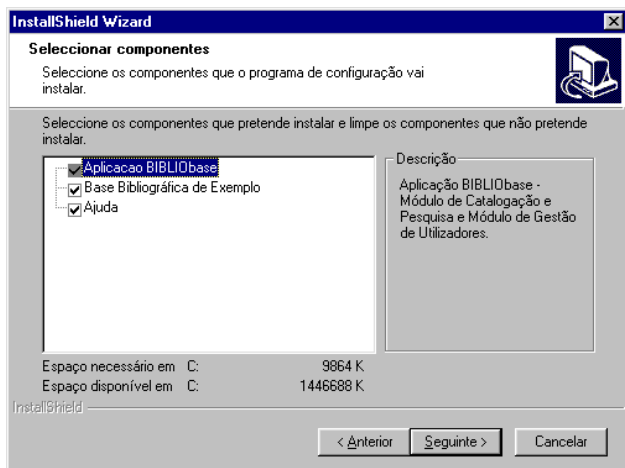 InstallShield Wizard
Seleccionar componentes
Seleccione os componentes que o programa de configuração vai
instalar.
Seleccione os componentes que pretende instalar e limpe os componentes que não pretende
instalar.
Aplicacao BIBLIObase
Base Bibliográfica de Exemplo
Ajuda
Descrição
Aplicação BIBLIObase -
Módulo de Catalogação e
Pesquisa e Módulo de Gestão
de Utilizadores.
Espaço necessário em C: 9864 K
Espaço disponível em C: 1446688 K
InstallShield
< Anterior Seguinte > Cancelar